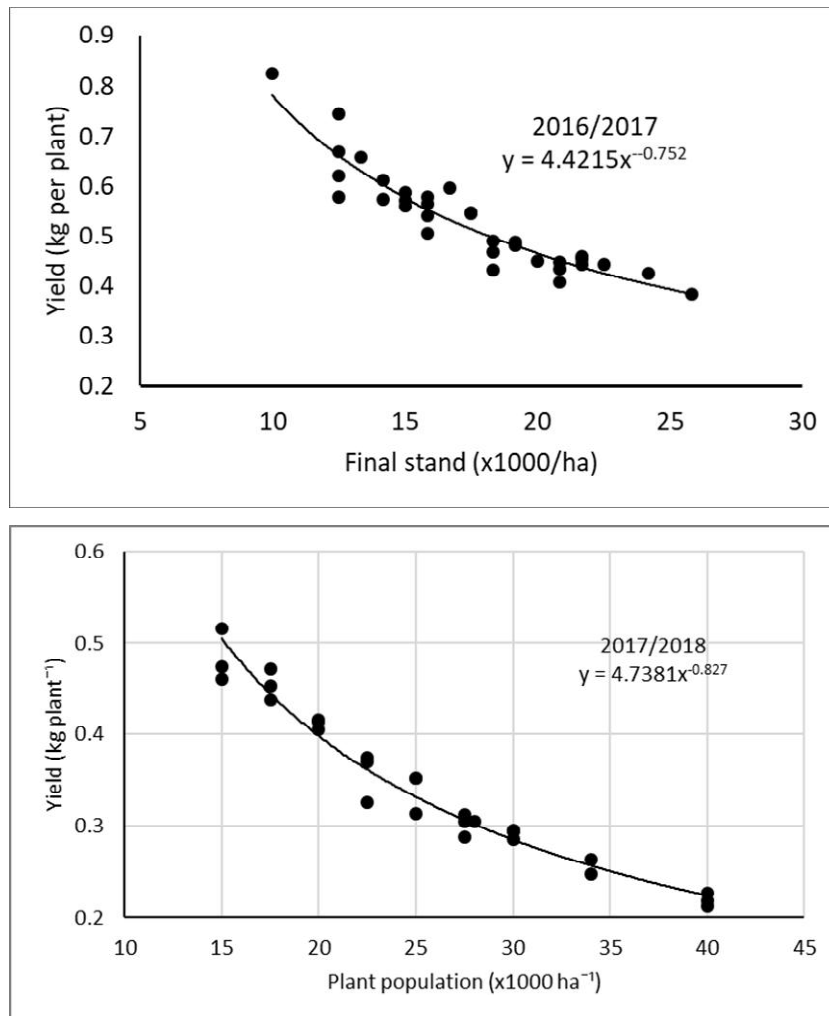 0.9
0.8
0.7
0.6
0.5
0.4
0.3
0.2
Yield (kg per plant)
2016/2017
y = 4.4215x⁻⁻⁰·⁷⁵²
5 10 15 20 25 30
Final stand (x1000/ha)
0.6
0.5
0.4
0.3
0.2
Yield (kg plant⁻¹)
2017/2018
y = 4.7381x⁻⁰·⁸²⁷
10 15 20 25 30 35 40 45
Plant population (x1000 ha⁻¹)